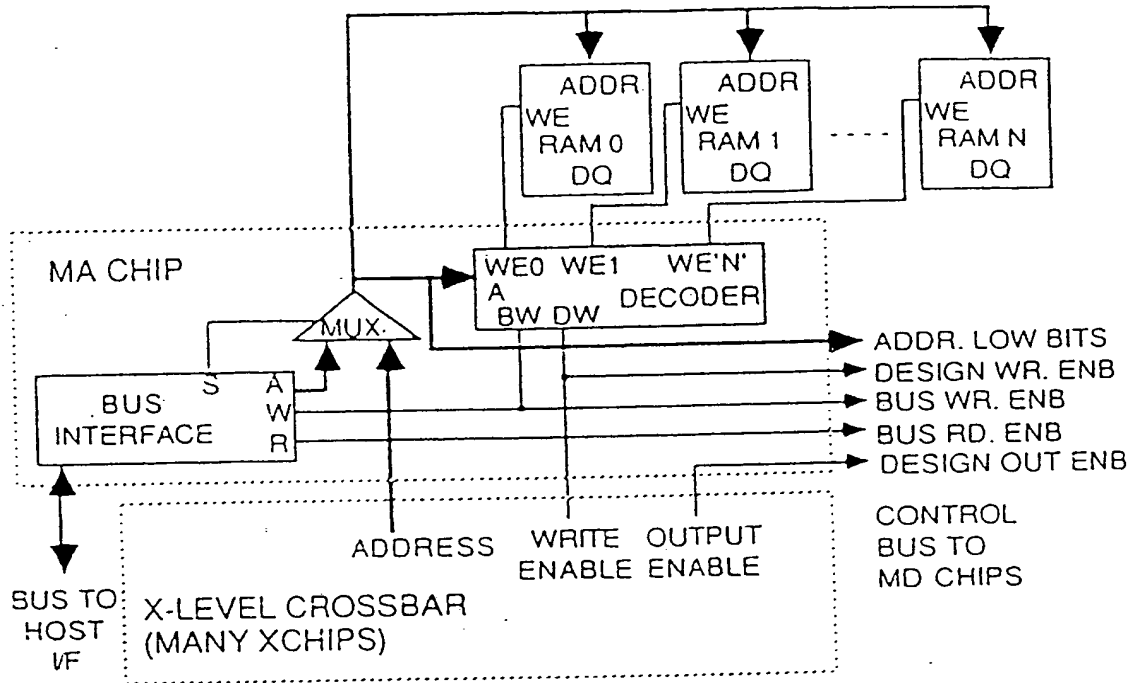 ADDR
WE
RAM 0
DQ
ADDR
WE
RAM 1
DQ
ADDR
WE
RAM N
DQ
MA CHIP
WE0 WE1 WE'N'
A
DECODER
BW DW
MUX
S
A
W
R
BUS
INTERFACE
ADDR. LOW BITS
DESIGN WR. ENB
BUS WR. ENB
BUS RD. ENB
DESIGN OUT ENB
CONTROL
BUS TO
MD CHIPS
ADDRESS
WRITE
ENABLE
OUTPUT
ENABLE
BUS TO
HOST
I/F
X-LEVEL CROSSBAR
(MANY XCHIPS)